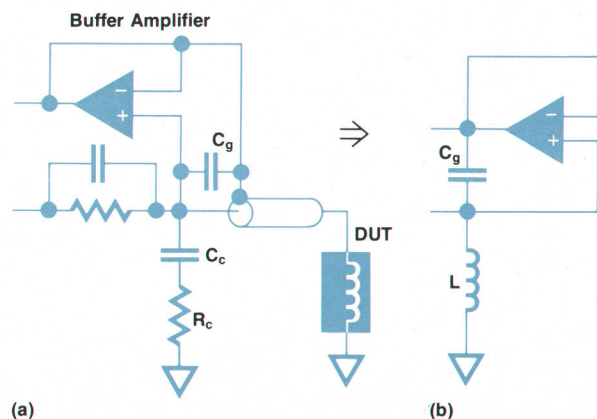 Buffer Amplifier
−
+
C_g
⇒
−
+
C_g
DUT
C_c
R_c
L
(a)
(b)